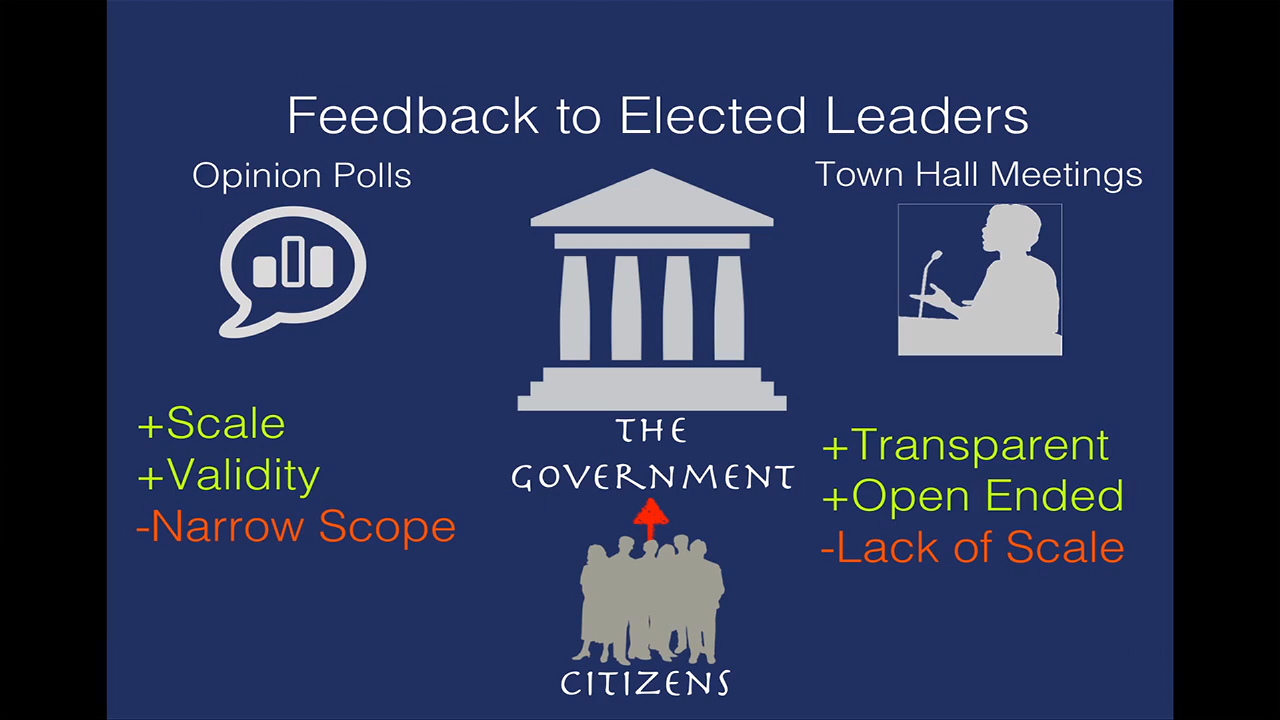 Feedback to Elected Leaders
Opinion Polls
+Scale
+Validity
-Narrow Scope
THE
GOVERNMENT
CITIZENS
Town Hall Meetings
+Transparent
+Open Ended
-Lack of Scale